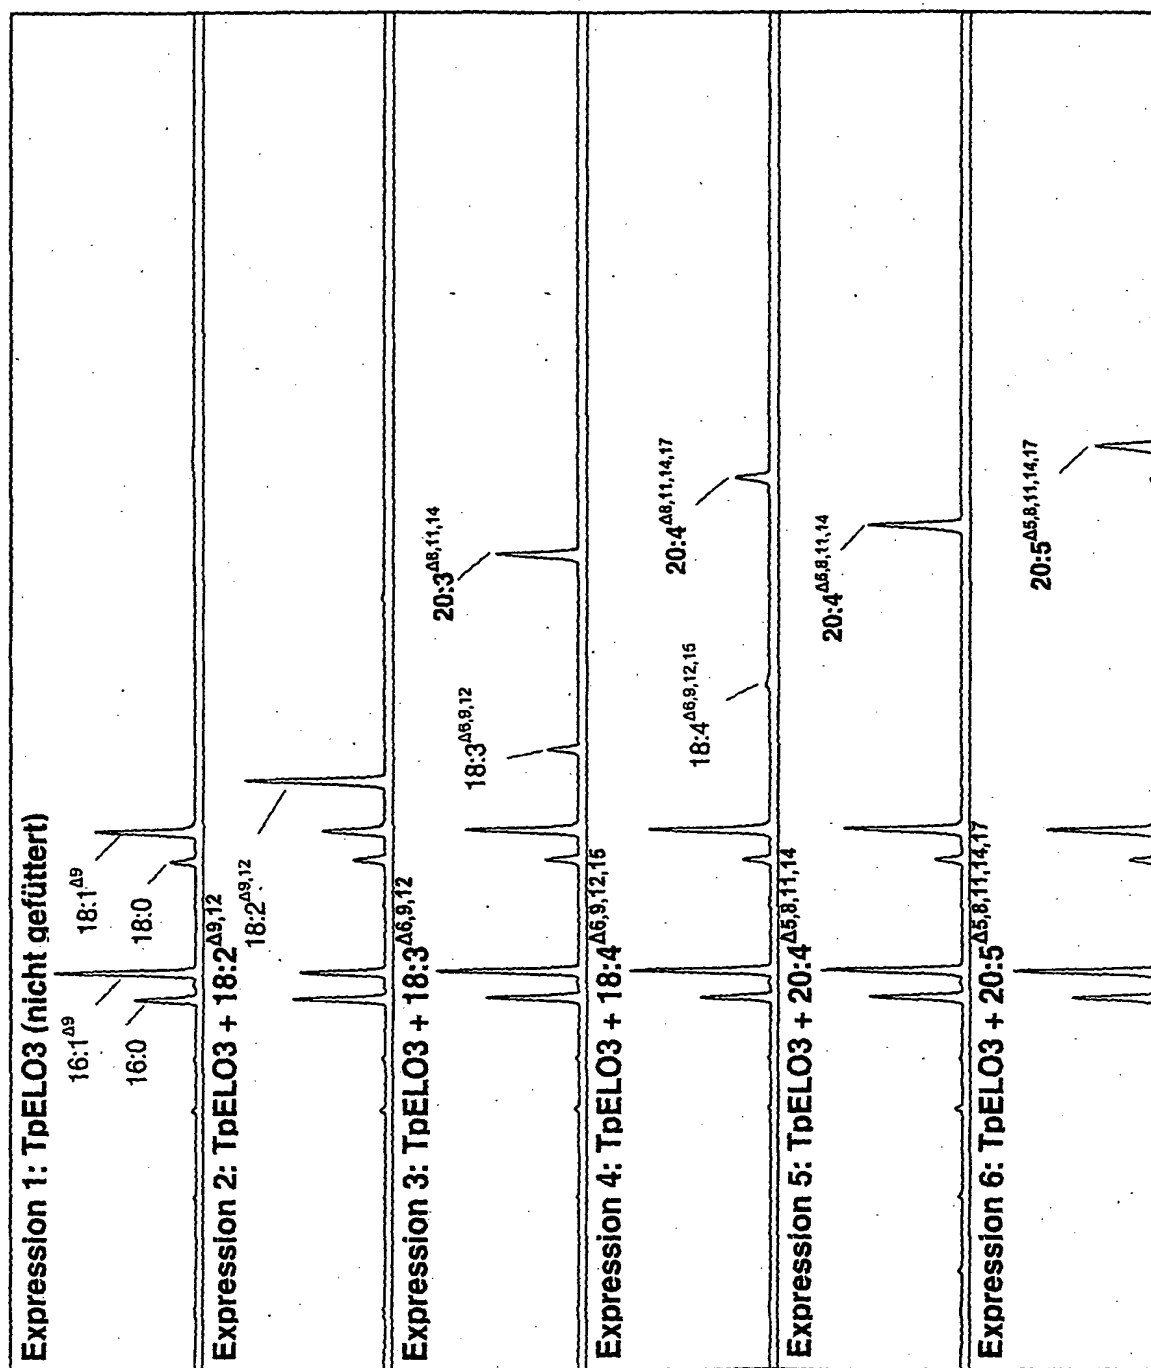 Expression 1: TpELO3 (nicht gefüttert)
16:1Δ9
16:0
18:1Δ9
18:0
Expression 2: TpELO3 + 18:2Δ9,12
18:2Δ9,12
Expression 3: TpELO3 + 18:3Δ6,9,12
18:3Δ6,9,12
20:3Δ8,11,14
Expression 4: TpELO3 + 18:4Δ6,9,12,15
18:4Δ6,9,12,15
20:4Δ8,11,14,17
Expression 5: TpELO3 + 20:4Δ5,8,11,14
20:4Δ5,8,11,14
Expression 6: TpELO3 + 20:5Δ5,8,11,14,17
20:5Δ5,8,11,14,17